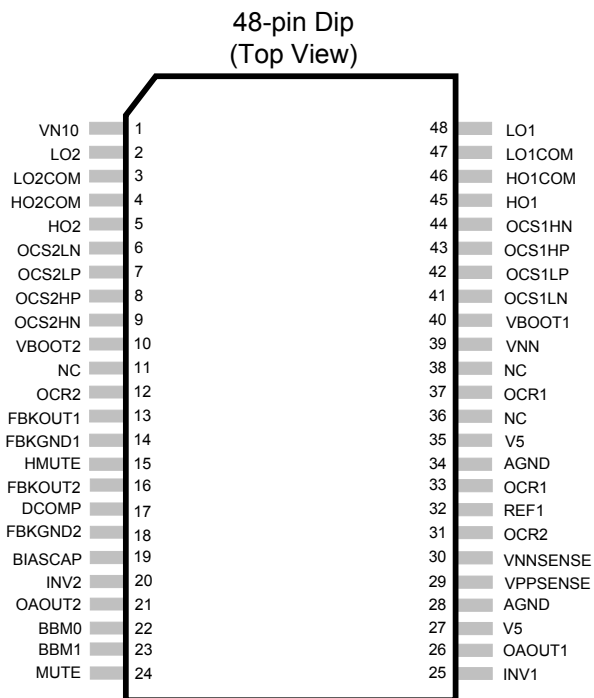 48-pin Dip
(Top View)
VN10 1 48 LO1
LO2 2 47 LO1COM
LO2COM 3 46 HO1COM
HO2COM 4 45 HO1
HO2 5 44 OCS1HN
OCS2LN 6 43 OCS1HP
OCS2LP 7 42 OCS1LP
OCS2HP 8 41 OCS1LN
OCS2HN 9 40 VBOOT1
VBOOT2 10 39 VNN
NC 11 38 NC
OCR2 12 37 OCR1
FBKOUT1 13 36 NC
FBKGND1 14 35 V5
HMUTE 15 34 AGND
FBKOUT2 16 33 OCR1
DCOMP 17 32 REF1
FBKGND2 18 31 OCR2
BIASCAP 19 30 VNNSENSE
INV2 20 29 VPPSENSE
OAOUT2 21 28 AGND
BBM0 22 27 V5
BBM1 23 26 OAOUT1
MUTE 24 25 INV1